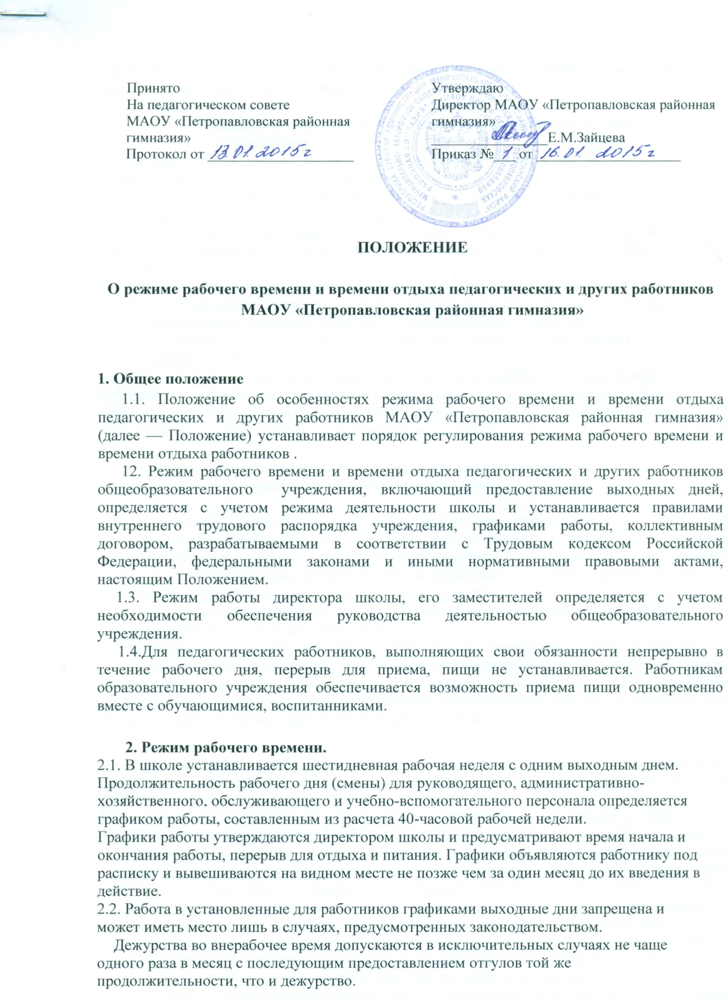 Принято
На педагогическом совете
МАОУ «Петропавловская районная
гимназия»
Протокол от 13.01.2015г
Утверждаю
Директор МАОУ «Петропавловская районная
гимназия»
Е.М.Зайцева
Приказ № 1 от 16.01. 2015г
ПОЛОЖЕНИЕ
О режиме рабочего времени и времени отдыха педагогических и других работников
МАОУ «Петропавловская районная гимназия»
1. Общее положение
1.1. Положение об особенностях режима рабочего времени и времени отдыха
педагогических и других работников МАОУ «Петропавловская районная гимназия»
(далее — Положение) устанавливает порядок регулирования режима рабочего времени и
времени отдыха работников .
12. Режим рабочего времени и времени отдыха педагогических и других работников
общеобразовательного учреждения, включающий предоставление выходных дней,
определяется с учетом режима деятельности школы и устанавливается правилами
внутреннего трудового распорядка учреждения, графиками работы, коллективным
договором, разрабатываемыми в соответствии с Трудовым кодексом Российской
Федерации, федеральными законами и иными нормативными правовыми актами,
настоящим Положением.
1.3. Режим работы директора школы, его заместителей определяется с учетом
необходимости обеспечения руководства деятельностью общеобразовательного
учреждения.
1.4.Для педагогических работников, выполняющих свои обязанности непрерывно в
течение рабочего дня, перерыв для приема, пищи не устанавливается. Работникам
образовательного учреждения обеспечивается возможность приема пищи одновременно
вместе с обучающимися, воспитанниками.
2. Режим рабочего времени.
2.1. В школе устанавливается шестидневная рабочая неделя с одним выходным днем.
Продолжительность рабочего дня (смены) для руководящего, административно-
хозяйственного, обслуживающего и учебно-вспомогательного персонала определяется
графиком работы, составленным из расчета 40-часовой рабочей недели.
Графики работы утверждаются директором школы и предусматривают время начала и
окончания работы, перерыв для отдыха и питания. Графики объявляются работнику под
расписку и вывешиваются на видном месте не позже чем за один месяц до их введения в
действие.
2.2. Работа в установленные для работников графиками выходные дни запрещена и
может иметь место лишь в случаях, предусмотренных законодательством.
Дежурства во внерабочее время допускаются в исключительных случаях не чаще
одного раза в месяц с последующим предоставлением отгулов той же
продолжительности, что и дежурство.